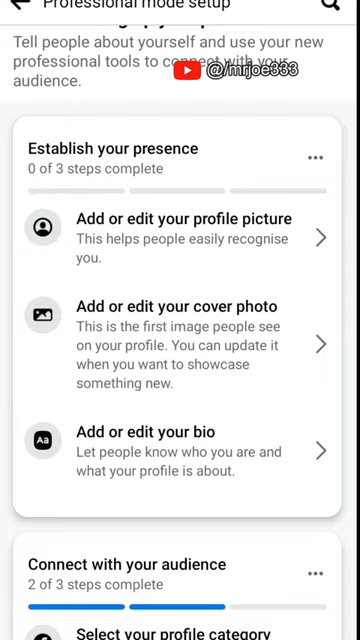 Professional mode setup
Tell people about yourself and use your new
professional tools to connect with your
audience.
@/mrjoe333
Establish your presence
0 of 3 steps complete
Add or edit your profile picture
This helps people easily recognise
you.
Add or edit your cover photo
This is the first image people see
on your profile. You can update it
when you want to showcase
something new.
Aa
Add or edit your bio
Let people know who you are and
what your profile is about.
Connect with your audience
2 of 3 steps complete
Select your profile category